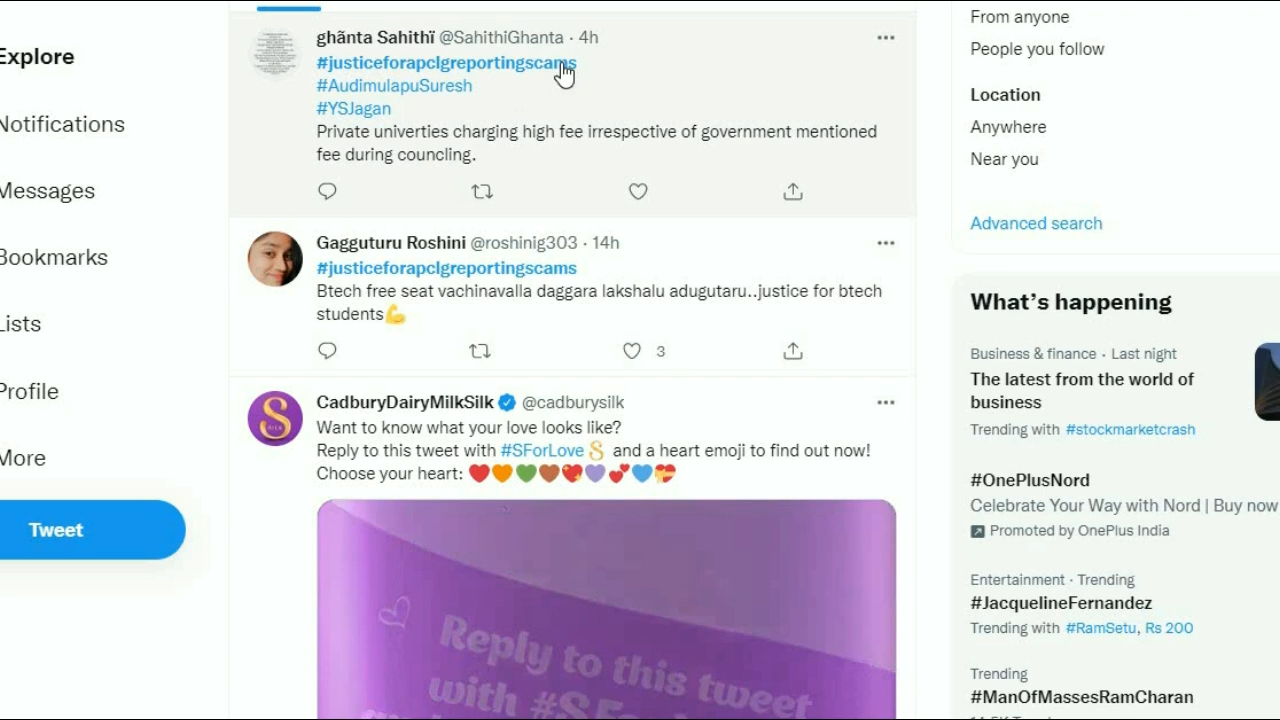 Explore
Notifications
Messages
Bookmarks
Lists
Profile
More
Tweet
ghãnta Sahithï @SahithiGhanta · 4h
#justiceforapclgreportingscams
#AudimulapuSuresh
#YSJagan
Private univerties charging high fee irrespective of government mentioned
fee during councling.
Gagguturu Roshini @roshinig303 · 14h
#justiceforapclgreportingscams
Btech free seat vachinavalla daggara lakshalu adugutaru..justice for btech
students💪
3
CadburyDairyMilkSilk @cadburysilk
Want to know what your love looks like?
Reply to this tweet with #SForLove S and a heart emoji to find out now!
Choose your heart: ❤️🧡💚🤎💖💜💕💙💝
S
SILK
Reply to this tweet
with
From anyone
People you follow
Location
Anywhere
Near you
Advanced search
What's happening
Business & finance · Last night
The latest from the world of
business
Trending with #stockmarketcrash
#OnePlusNord
Celebrate Your Way with Nord | Buy now
Promoted by OnePlus India
Entertainment · Trending
#JacquelineFernandez
Trending with #RamSetu, Rs 200
Trending
#ManOfMassesRamCharan